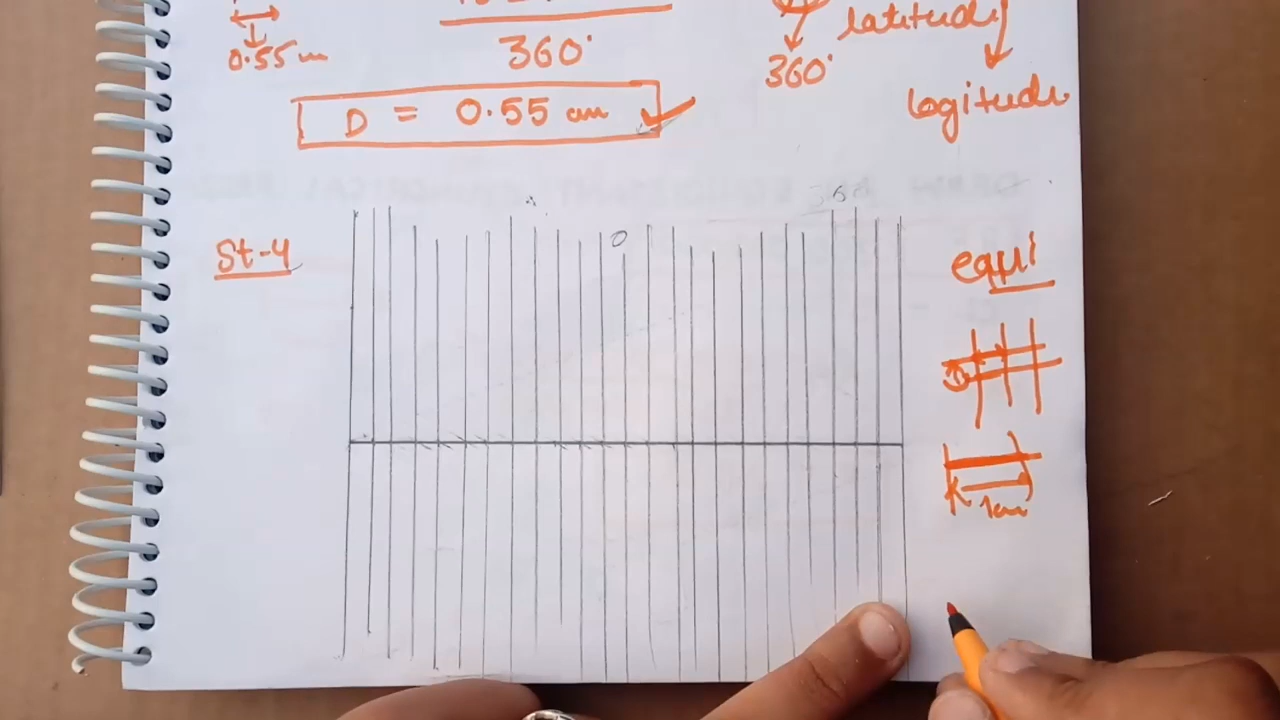 0.55 cm
360°
360°
latitude
logitude
D = 0.55 cm
360
St-4
0
equi
D
1cm